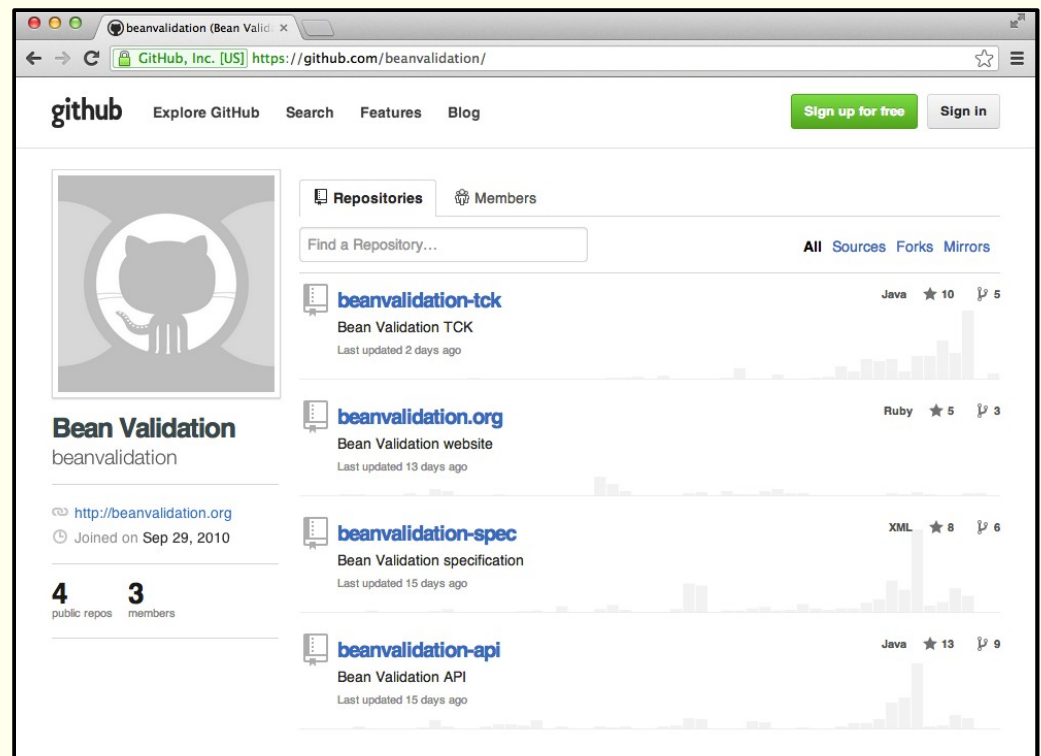 beanvalidation (Bean Valid
GitHub, Inc. [US] https://github.com/beanvalidation/
github Explore GitHub Search Features Blog Sign up for free Sign in
Repositories Members
Find a Repository... All Sources Forks Mirrors
beanvalidation-tck Java 10 5
Bean Validation TCK
Last updated 2 days ago
beanvalidation.org Ruby 5 3
Bean Validation website
Last updated 13 days ago
beanvalidation-spec XML 8 6
Bean Validation specification
Last updated 15 days ago
beanvalidation-api Java 13 9
Bean Validation API
Last updated 15 days ago
Bean Validation
beanvalidation
http://beanvalidation.org
Joined on Sep 29, 2010
4 3
public repos members